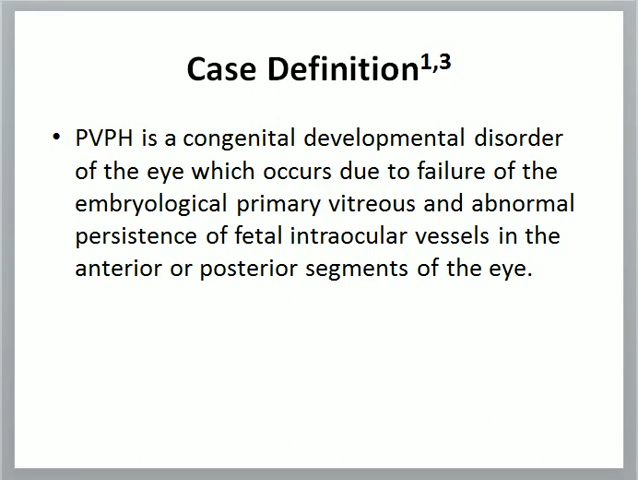 Case Definition1,3
• PVPH is a congenital developmental disorder
of the eye which occurs due to failure of the
embryological primary vitreous and abnormal
persistence of fetal intraocular vessels in the
anterior or posterior segments of the eye.